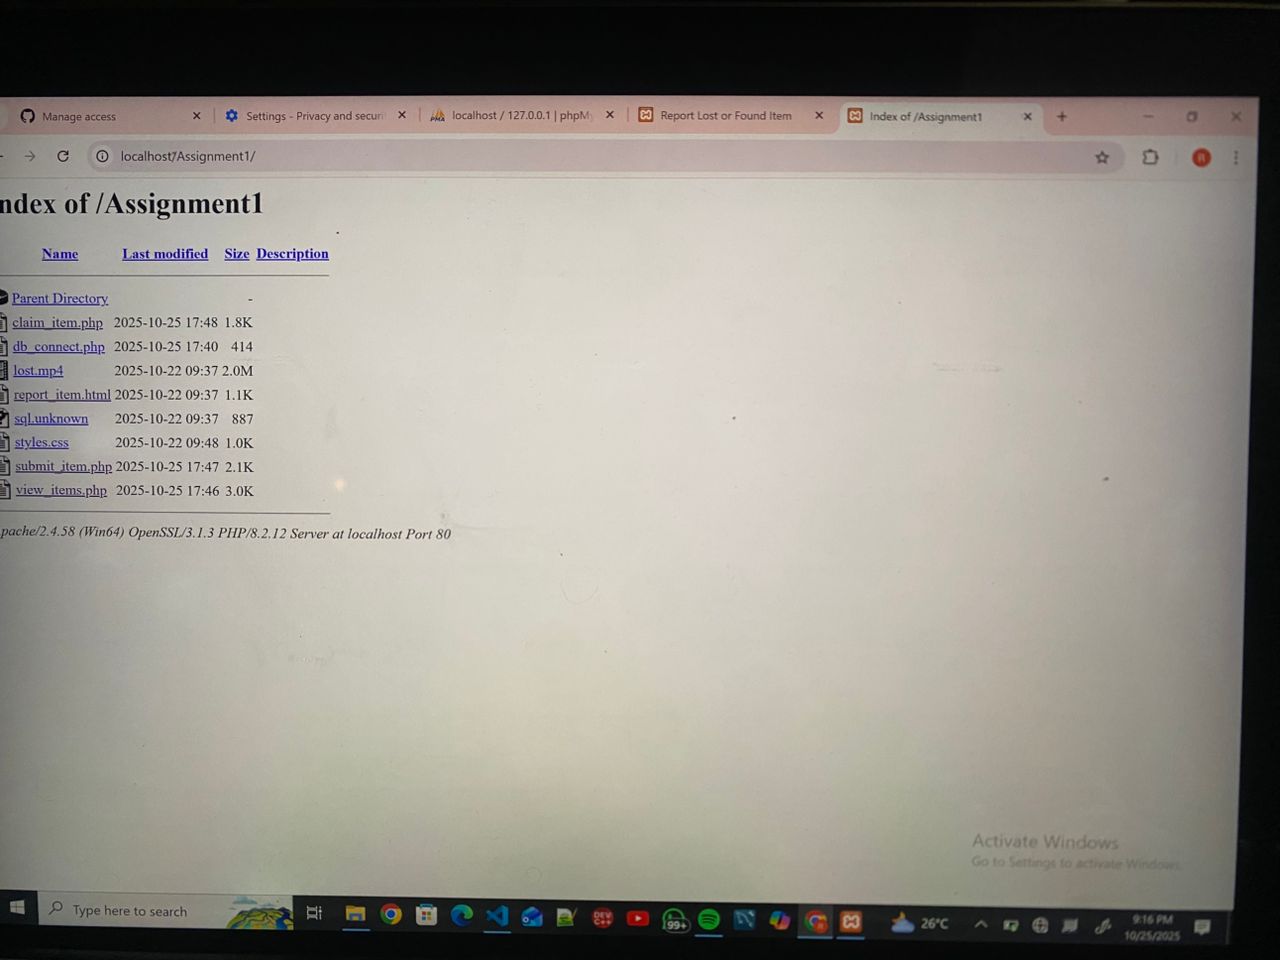 Manage access
Settings - Privacy and securi
localhost / 127.0.0.1 | phpMy
Report Lost or Found Item
Index of /Assignment1
localhost/Assignment1/
ndex of /Assignment1
Name Last modified Size Description
Parent Directory -
claim_item.php 2025-10-25 17:48 1.8K
db_connect.php 2025-10-25 17:40 414
lost.mp4 2025-10-22 09:37 2.0M
report_item.html 2025-10-22 09:37 1.1K
sql.unknown 2025-10-22 09:37 887
styles.css 2025-10-22 09:48 1.0K
submit_item.php 2025-10-25 17:47 2.1K
view_items.php 2025-10-25 17:46 3.0K
pache/2.4.58 (Win64) OpenSSL/3.1.3 PHP/8.2.12 Server at localhost Port 80
Activate Windows
Go to Settings to activate Windows.
Type here to search
DEV C++
99+
26°C
9:16 PM
10/25/2025